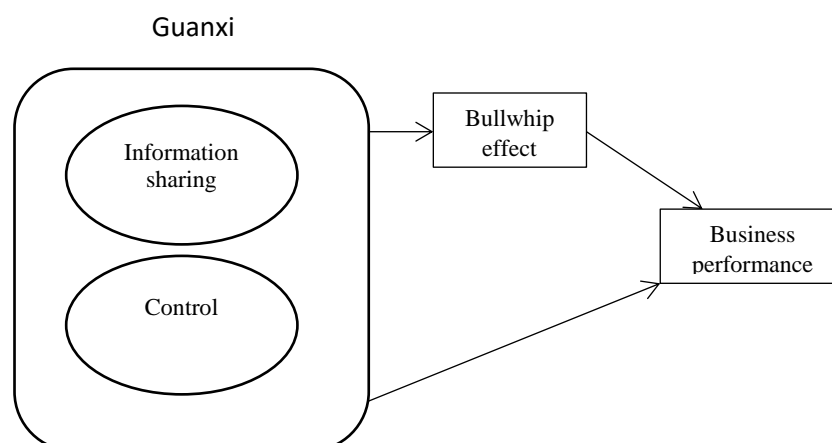 Guanxi
Information
sharing
Control
Bullwhip
effect
Business
performance